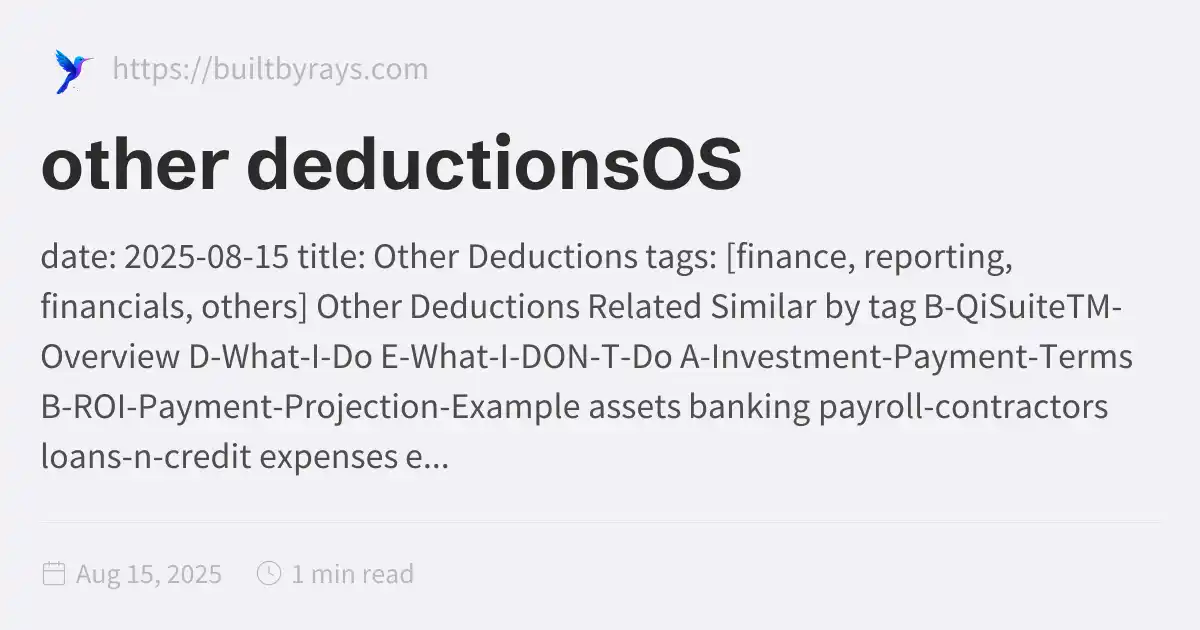 https://builtbyrays.com
other deductionsOS
date: 2025-08-15 title: Other Deductions tags: [finance, reporting,
financials, others] Other Deductions Related Similar by tag B-QiSuiteTM-
Overview D-What-I-Do E-What-I-DON-T-Do A-Investment-Payment-Terms
B-ROI-Payment-Projection-Example assets banking payroll-contractors
loans-n-credit expenses e...
Aug 15, 2025 1 min read